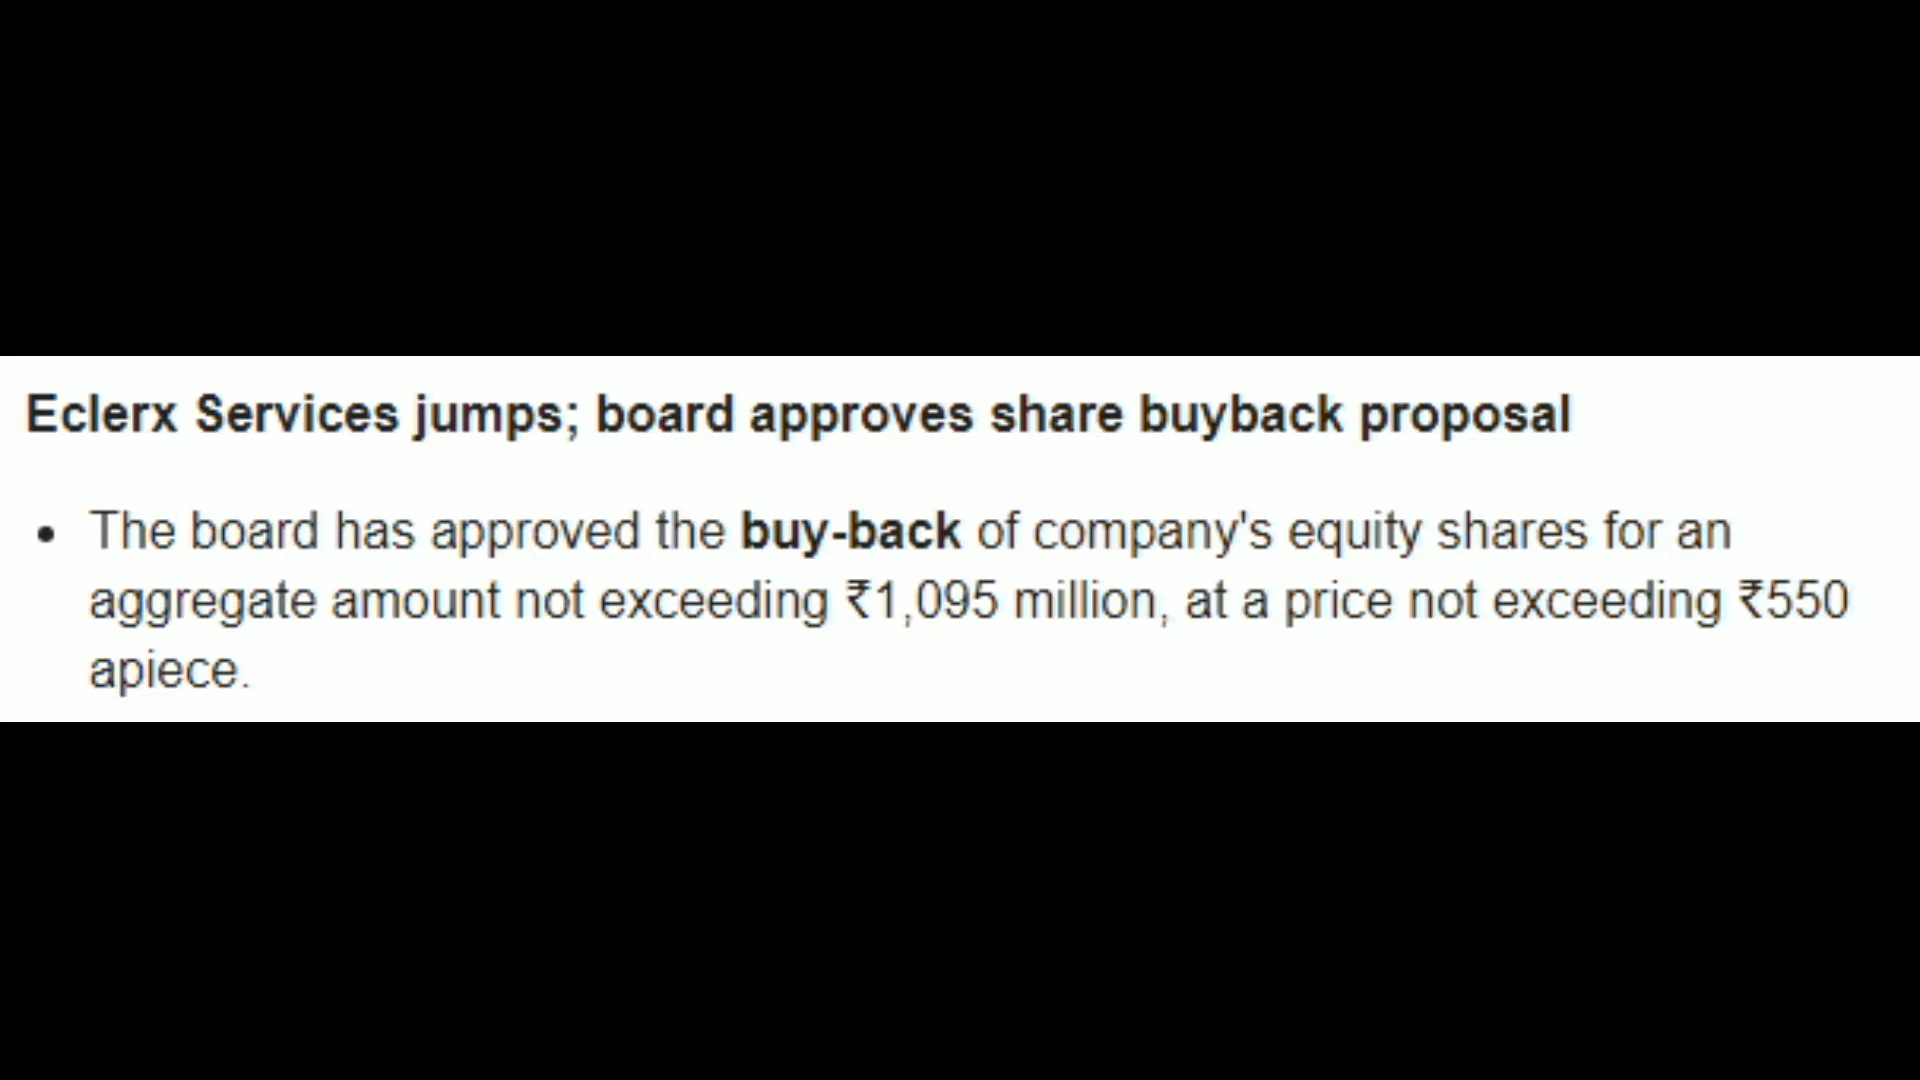 Eclerx Services jumps; board approves share buyback proposal
• The board has approved the buy-back of company's equity shares for an
aggregate amount not exceeding ₹1,095 million, at a price not exceeding ₹550
apiece.